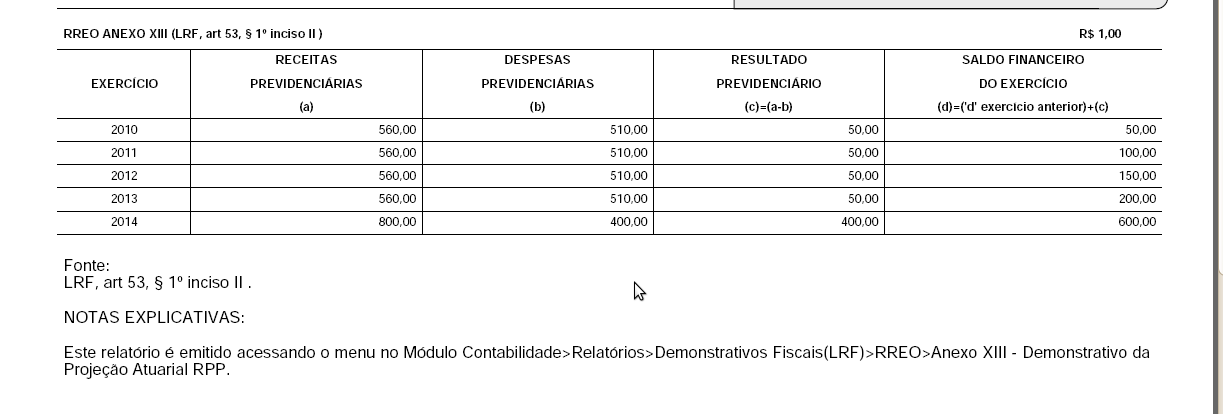 RREO ANEXO XIII (LRF, art 53, § 1º inciso II ) R$ 1,00
RECEITAS DESPESAS RESULTADO SALDO FINANCEIRO
EXERCÍCIO PREVIDENCIÁRIAS PREVIDENCIÁRIAS PREVIDENCIÁRIO DO EXERCÍCIO
(a) (b) (c)=(a-b) (d)=('d' exercicio anterior)+(c)
2010 560,00 510,00 50,00 50,00
2011 560,00 510,00 50,00 100,00
2012 560,00 510,00 50,00 150,00
2013 560,00 510,00 50,00 200,00
2014 800,00 400,00 400,00 600,00
Fonte:
LRF, art 53, § 1º inciso II .
NOTAS EXPLICATIVAS:
Este relatório é emitido acessando o menu no Módulo Contabilidade>Relatórios>Demonstrativos Fiscais(LRF)>RREO>Anexo XIII - Demonstrativo da
Projeção Atuarial RPP.